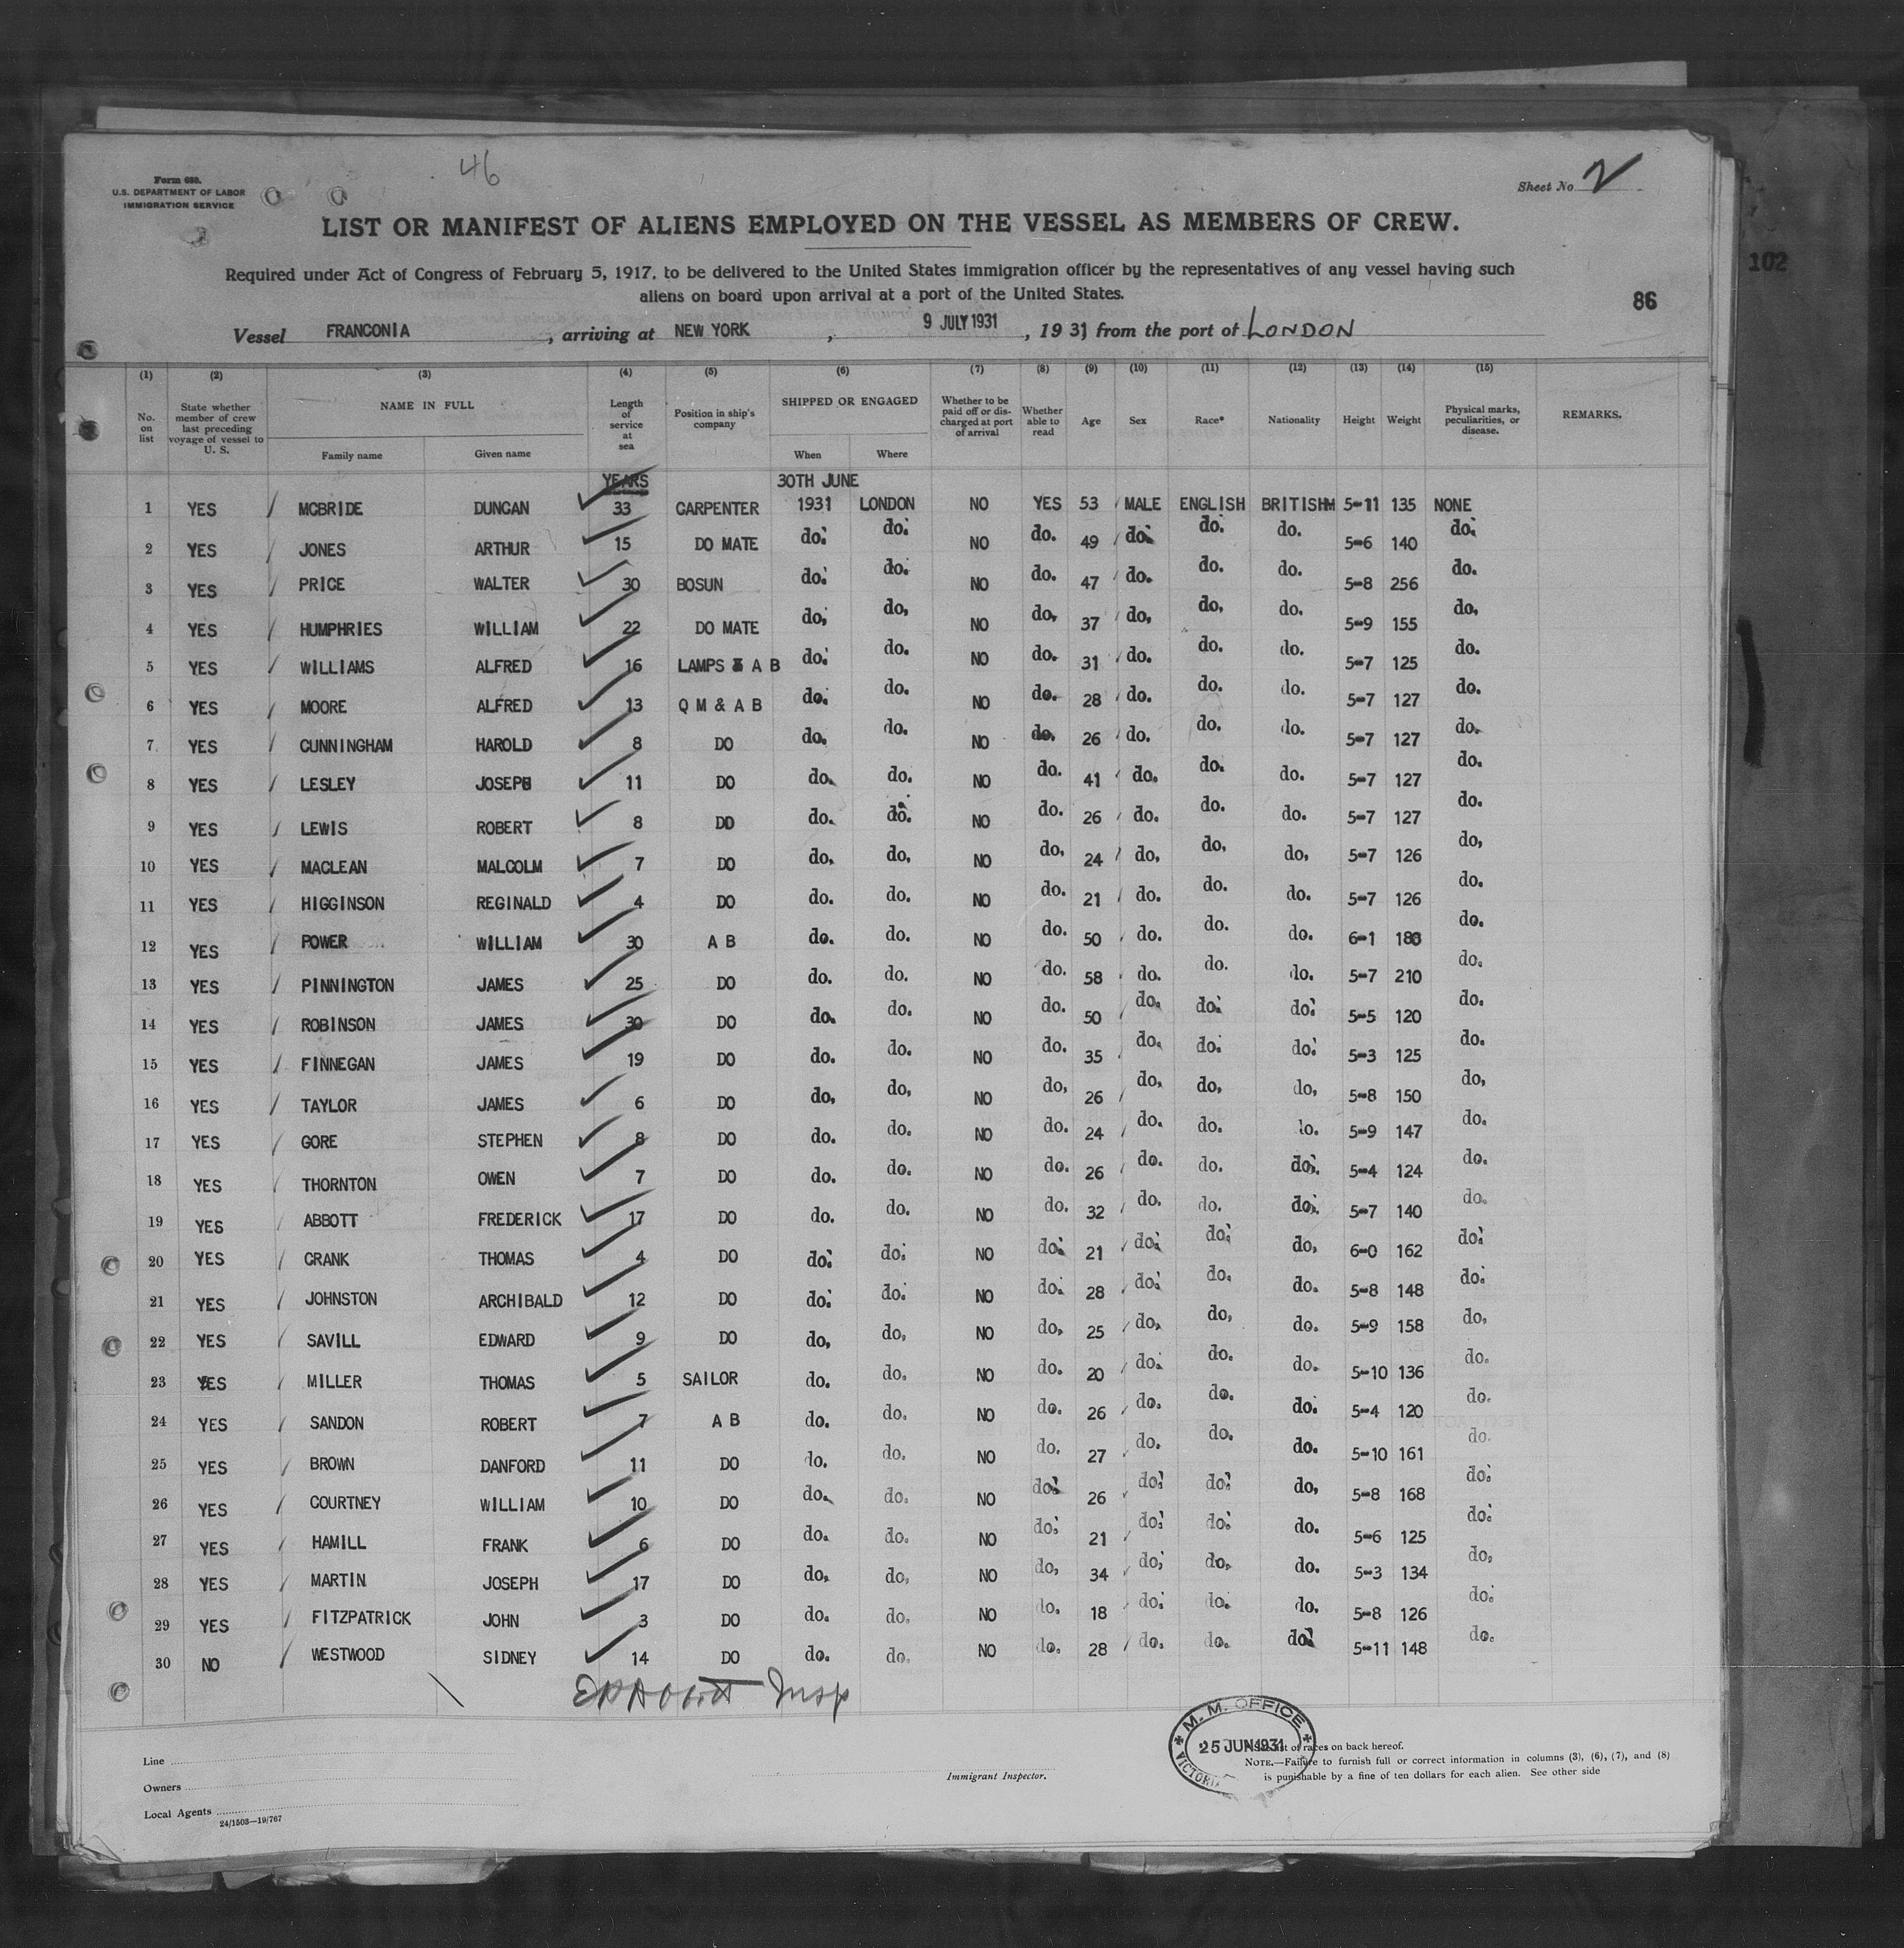 46
Form 680.
U.S. DEPARTMENT OF LABOR
IMMIGRATION SERVICE
Sheet No 2
LIST OR MANIFEST OF ALIENS EMPLOYED ON THE VESSEL AS MEMBERS OF CREW.
102
Required under Act of Congress of February 5, 1917, to be delivered to the United States immigration officer by the representatives of any vessel having such
aliens on board upon arrival at a port of the United States.
86
Vessel FRANCONIA, arriving at NEW YORK, 9 JULY 1931, 1931 from the port of LONDON
(1) (2) (3) (4) (5) (6) (7) (8) (9) (10) (11) (12) (13) (14) (15)
No. on list State whether member of crew last preceding voyage of vessel to U. S. NAME IN FULL Length of service at sea Position in ship's company SHIPPED OR ENGAGED Whether to be paid off or discharged at port of arrival Whether able to read Age Sex Race* Nationality Height Weight Physical marks, peculiarities, or disease. REMARKS.
Family name Given name When Where
YEARS 30TH JUNE
1 YES MCBRIDE DUNCAN 33 CARPENTER 1931 LONDON NO YES 53 MALE ENGLISH BRITISH 5-11 135 NONE
2 YES JONES ARTHUR 15 DO MATE do. do. NO do. 49 do. do. do. 5-6 140 do.
3 YES PRICE WALTER 30 BOSUN do. do. NO do. 47 do. do. do. 5-8 256 do.
4 YES HUMPHRIES WILLIAM 22 DO MATE do. do. NO do. 37 do. do. do. 5-9 155 do.
5 YES WILLIAMS ALFRED 16 LAMPS & A B do. do. NO do. 31 do. do. do. 5-7 125 do.
6 YES MOORE ALFRED 13 Q M & A B do. do. NO do. 28 do. do. do. 5-7 127 do.
7 YES CUNNINGHAM HAROLD 8 DO do. do. NO do. 26 do. do. do. 5-7 127 do.
8 YES LESLEY JOSEPH 11 DO do. do. NO do. 41 do. do. do. 5-7 127 do.
9 YES LEWIS ROBERT 8 DO do. do. NO do. 26 do. do. do. 5-7 127 do.
10 YES MACLEAN MALCOLM 7 DO do. do. NO do. 24 do. do. do. 5-7 126 do.
11 YES HIGGINSON REGINALD 4 DO do. do. NO do. 21 do. do. do. 5-7 126 do.
12 YES POWER WILLIAM 30 A B do. do. NO do. 50 do. do. do. 6-1 do.
13 YES PINNINGTON JAMES 25 DO do. do. NO do. 58 do. do. do. 5-7 210 do.
14 YES ROBINSON JAMES 30 DO do. do. NO do. 50 do. do. do. 5-5 120 do.
15 YES FINNEGAN JAMES 19 DO do. do. NO do. 35 do. do. do. 5-3 125 do.
16 YES TAYLOR JAMES 6 DO do. do. NO do. 26 do. do. do. 5-8 150 do.
17 YES GORE STEPHEN 8 DO do. do. NO do. 24 do. do. do. 5-9 147 do.
18 YES THORNTON OWEN 7 DO do. do. NO do. 26 do. do. do. 5-4 124 do.
19 YES ABBOTT FREDERICK 17 DO do. do. NO do. 32 do. do. do. 5-7 140 do.
20 YES CRANK THOMAS 4 DO do. do. NO do. 21 do. do. do. 6-0 162 do.
21 YES JOHNSTON ARCHIBALD 12 DO do. do. NO do. 28 do. do. do. 5-8 148 do.
22 YES SAVILL EDWARD 9 DO do. do. NO do. 25 do. do. do. 5-9 158 do.
23 YES MILLER THOMAS 5 SAILOR do. do. NO do. 20 do. do. do. 5-10 136 do.
24 YES SANDON ROBERT 7 A B do. do. NO do. 26 do. do. do. 5-4 120 do.
25 YES BROWN DANFORD 11 DO do. do. NO do. 27 do. do. do. 5-10 161 do.
26 YES COURTNEY WILLIAM 10 DO do. do. NO do. 26 do. do. do. 5-8 168 do.
27 YES HAMILL FRANK 6 DO do. do. NO do. 21 do. do. do. 5-6 125 do.
28 YES MARTIN JOSEPH 17 DO do. do. NO do. 34 do. do. do. 5-3 134 do.
29 YES FITZPATRICK JOHN 3 DO do. do. NO do. 18 do. do. do. 5-8 126 do.
30 NO WESTWOOD SIDNEY 14 DO do. do. NO do. 28 do. do. do. 5-11 148 do.
Insp
M. M. OFFICE
25 JUN 1931
VICTORIA
Line
Owners
Local Agents
24/1503—19/767
Immigrant Inspector.
list of races on back hereof.
NOTE.—Failure to furnish full or correct information in columns (3), (6), (7), and (8)
is punishable by a fine of ten dollars for each alien. See other side